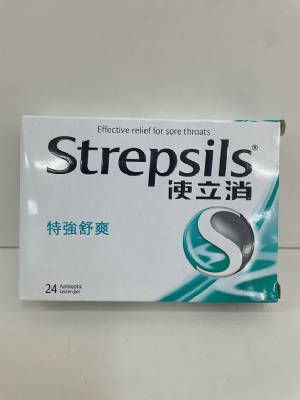 Effective relief for sore throats
Strepsils®
使立消
特強舒爽
24 Antiseptic
Lozenges